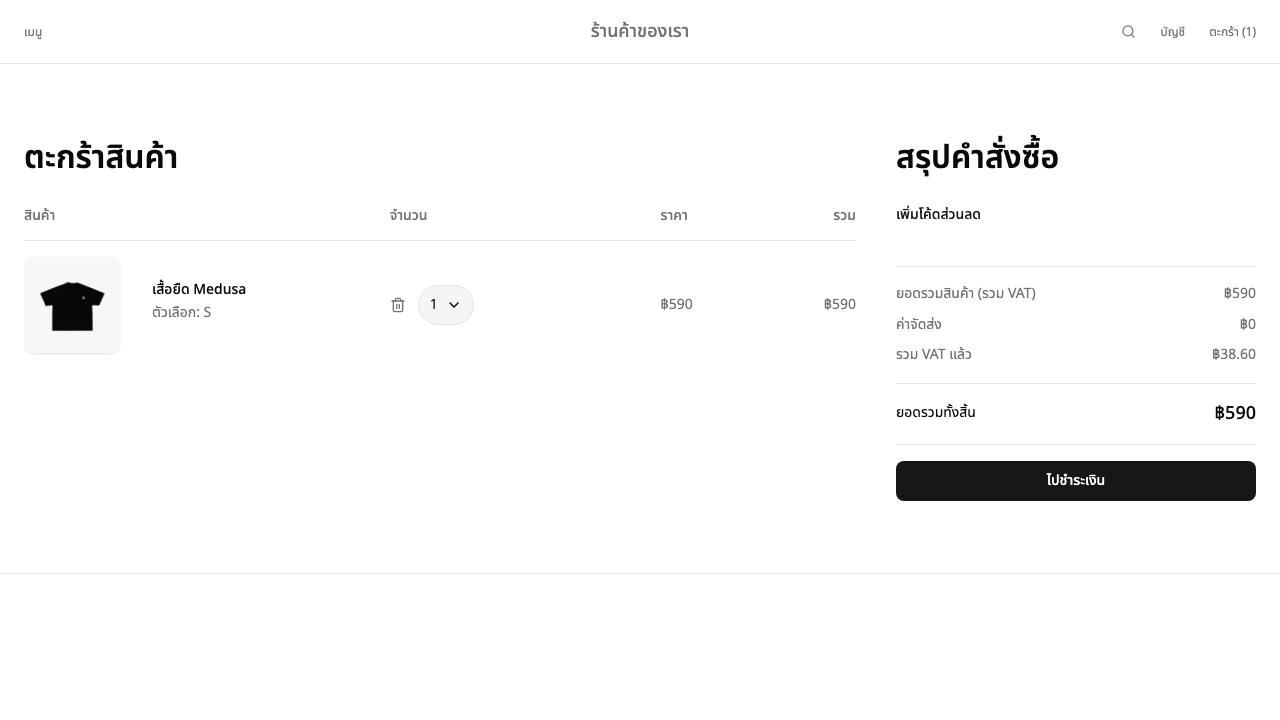 เมนู
ร้านค้าของเรา
บัญชี
ตะกร้า (1)
ตะกร้าสินค้า
สินค้า
จำนวน
ราคา
รวม
เสื้อยืด Medusa
ตัวเลือก: S
1
฿590
฿590
สรุปคำสั่งซื้อ
เพิ่มโค้ดส่วนลด
ยอดรวมสินค้า (รวม VAT)
฿590
ค่าจัดส่ง
฿0
รวม VAT แล้ว
฿38.60
ยอดรวมทั้งสิ้น
฿590
ไปชำระเงิน